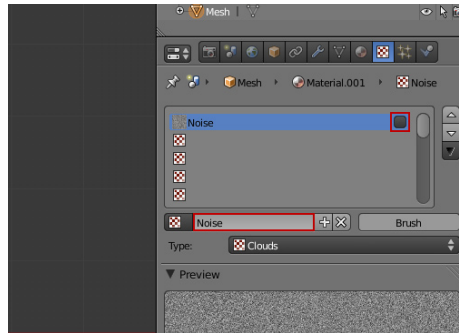 Mesh |
Mesh Material.001 Noise
Noise
Noise Brush
Type: Clouds
Preview